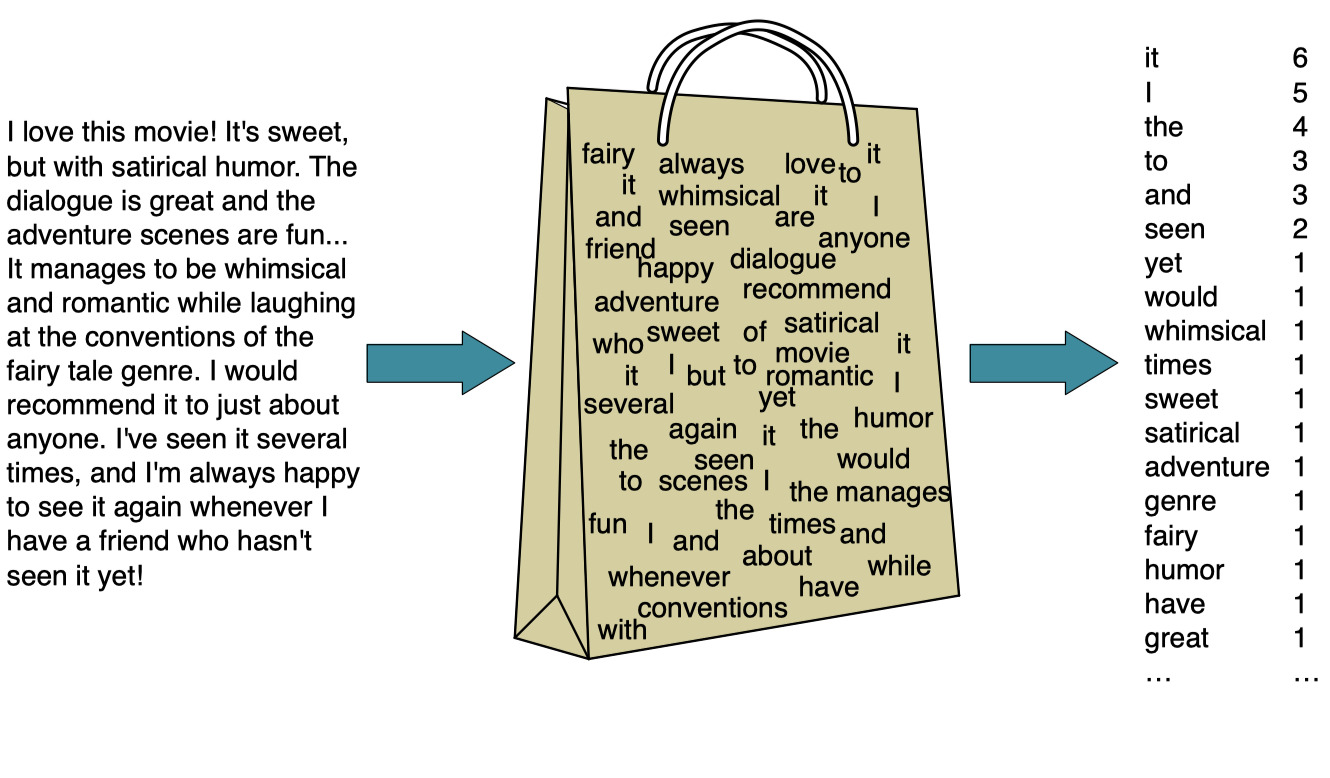 I love this movie! It's sweet,
but with satirical humor. The
dialogue is great and the
adventure scenes are fun...
It manages to be whimsical
and romantic while laughing
at the conventions of the
fairy tale genre. I would
recommend it to just about
anyone. I've seen it several
times, and I'm always happy
to see it again whenever I
have a friend who hasn't
seen it yet!
fairy always love to it
it whimsical it I
and seen are anyone
friend happy dialogue
adventure recommend
who sweet of satirical
it I but to movie it
romantic I
several yet
again it the humor
the seen would
to scenes I the manages
fun I and the times and
about while
whenever have
conventions
with
it 6
I 5
the 4
to 3
and 3
seen 2
yet 1
would 1
whimsical 1
times 1
sweet 1
satirical 1
adventure 1
genre 1
fairy 1
humor 1
have 1
great 1
... ...